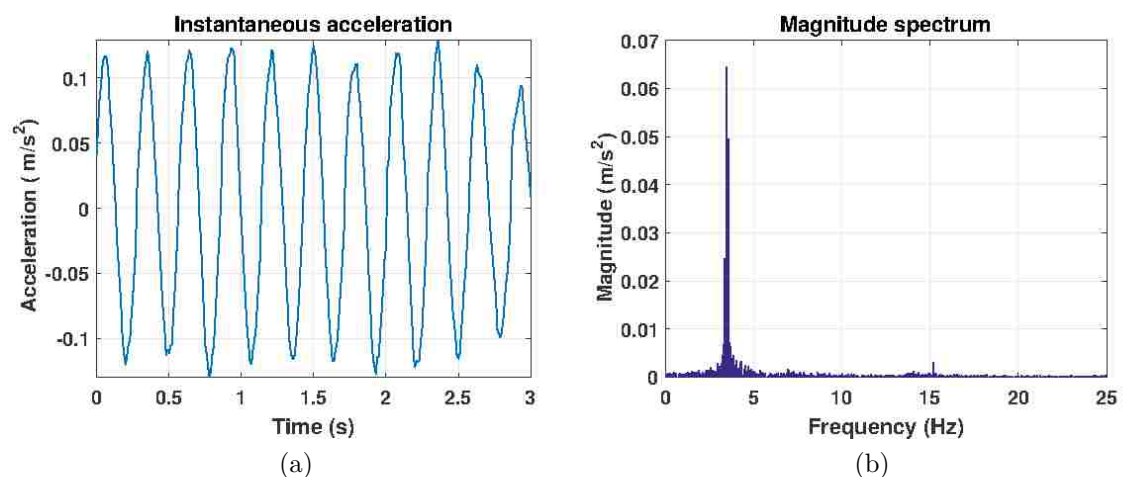 Instantaneous acceleration
Acceleration ( m/s²)
0.1
0.05
0
-0.05
-0.1
0 0.5 1 1.5 2 2.5 3
Time (s)
(a)
Magnitude spectrum
Magnitude (m/s²)
0.07
0.06
0.05
0.04
0.03
0.02
0.01
0
0 5 10 15 20 25
Frequency (Hz)
(b)